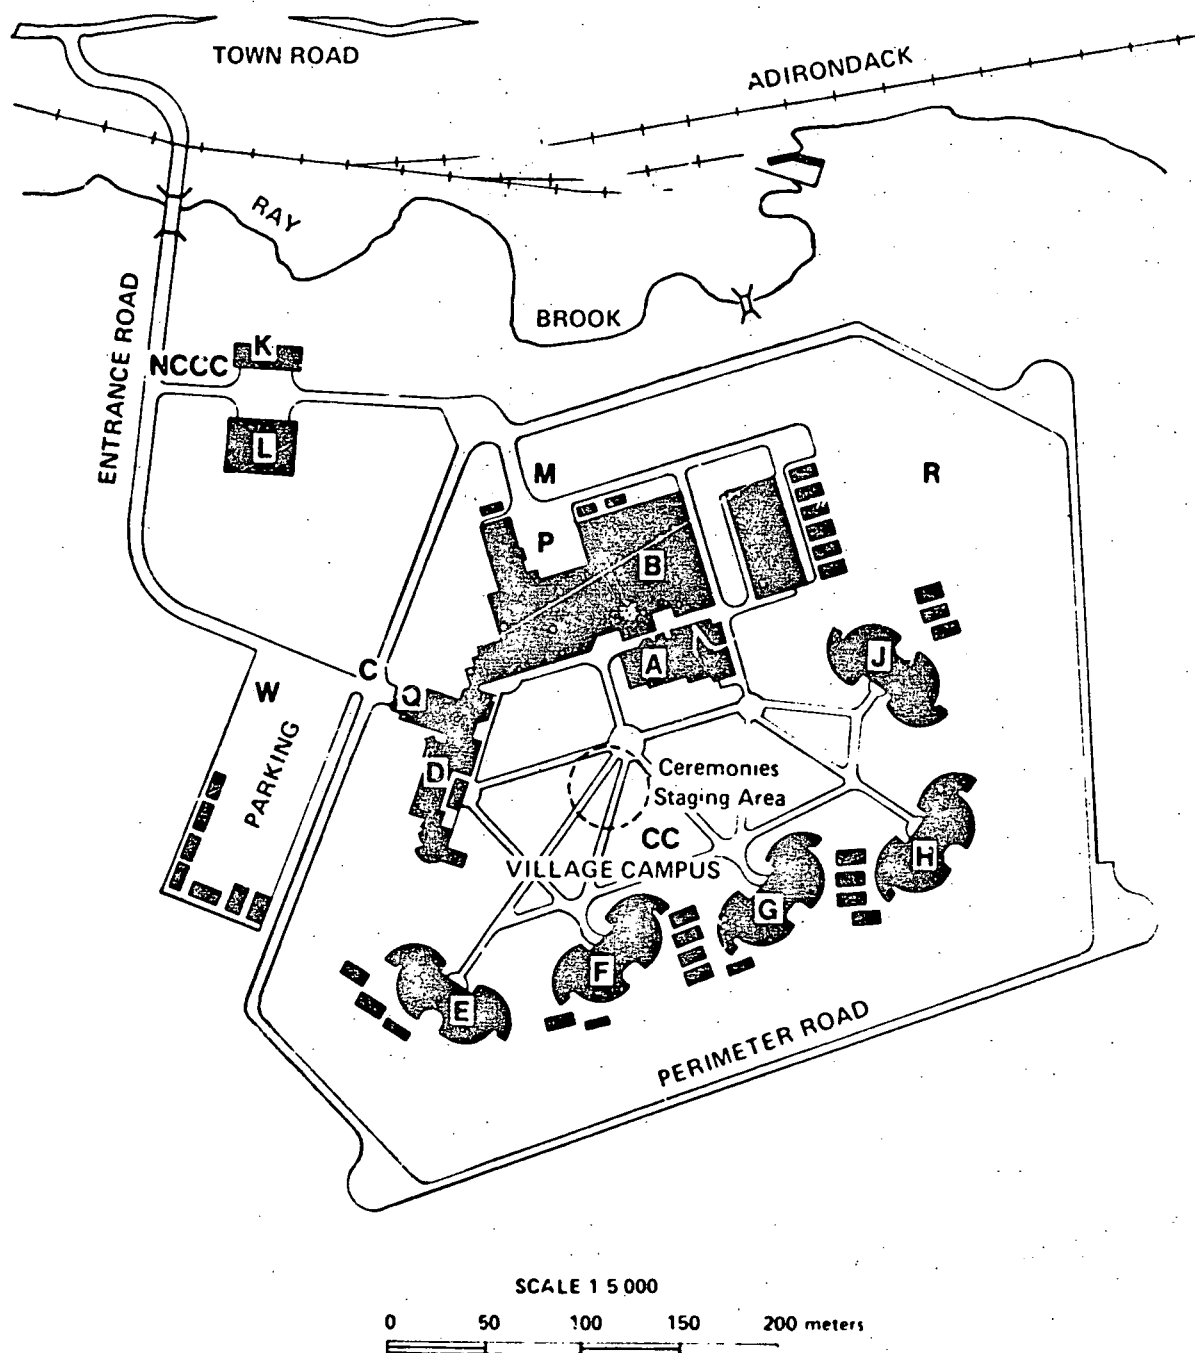 TOWN ROAD
ADIRONDACK
RAY
BROOK
ENTRANCE ROAD
NCCC
K
L
M
R
P
B
C
A
J
W
Q
PARKING
D
Ceremonies
Staging Area
CC
VILLAGE CAMPUS
H
G
F
E
PERIMETER ROAD
SCALE 1 5 000
0 50 100 150 200 meters